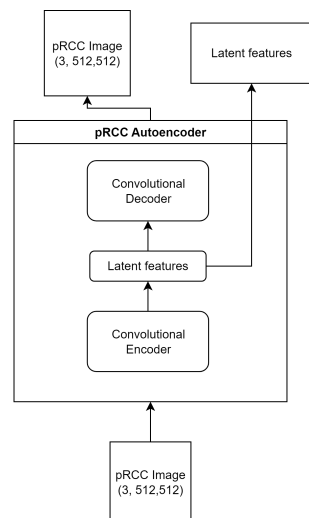 pRCC Image
(3, 512,512)
Latent features
pRCC Autoencoder
Convolutional
Decoder
Latent features
Convolutional
Encoder
pRCC Image
(3, 512,512)